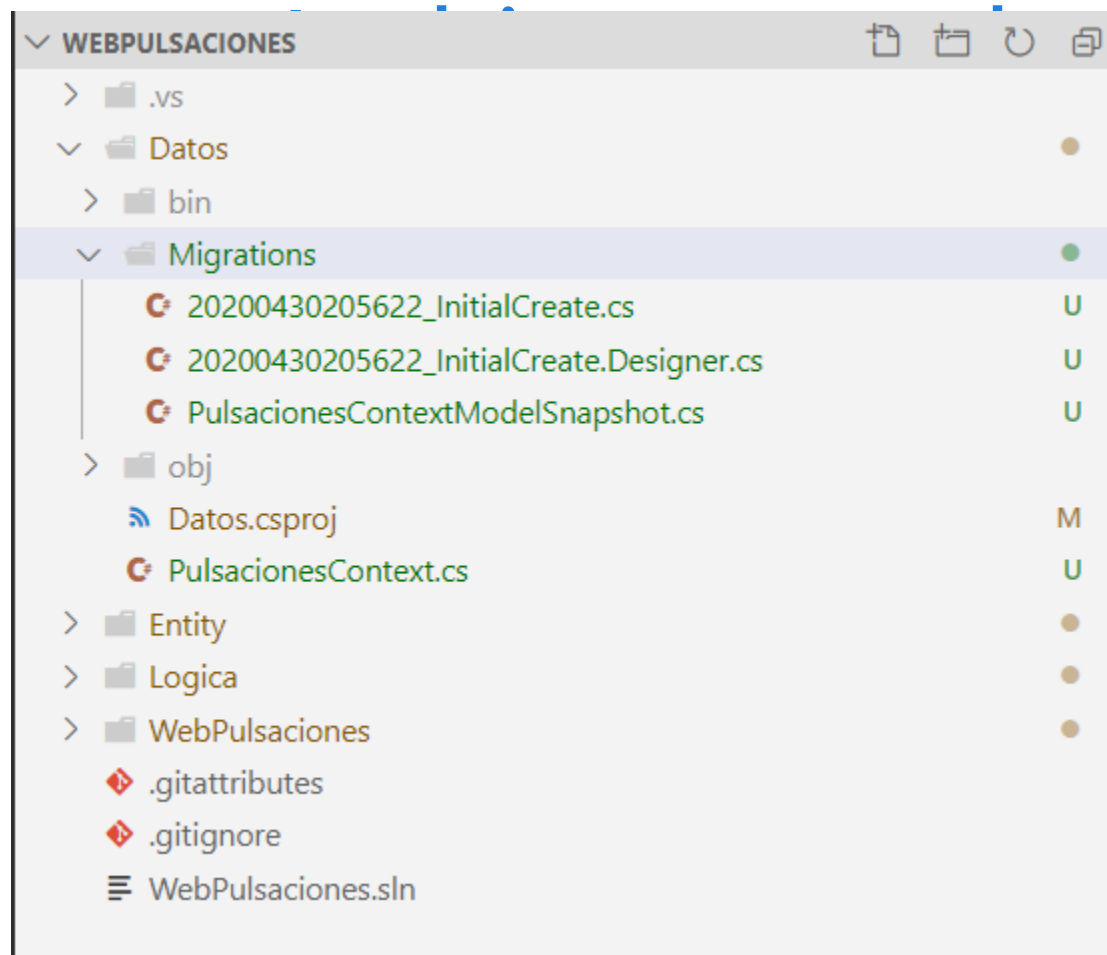 WEBPULSACIONES
.vs
Datos
bin
Migrations
20200430205622_InitialCreate.cs U
20200430205622_InitialCreate.Designer.cs U
PulsacionesContextModelSnapshot.cs U
obj
Datos.csproj M
PulsacionesContext.cs U
Entity
Logica
WebPulsaciones
.gitattributes
.gitignore
WebPulsaciones.sln